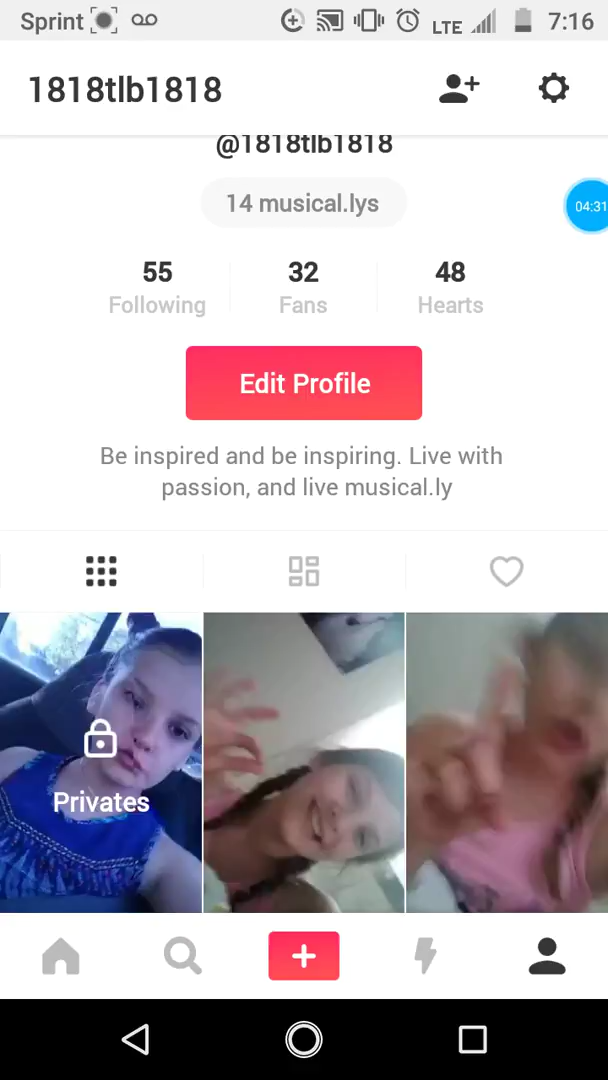 Sprint LTE 7:16
1818tlb1818
@1818tlb1818
14 musical.lys
04:31
55 32 48
Following Fans Hearts
Edit Profile
Be inspired and be inspiring. Live with
passion, and live musical.ly
Privates